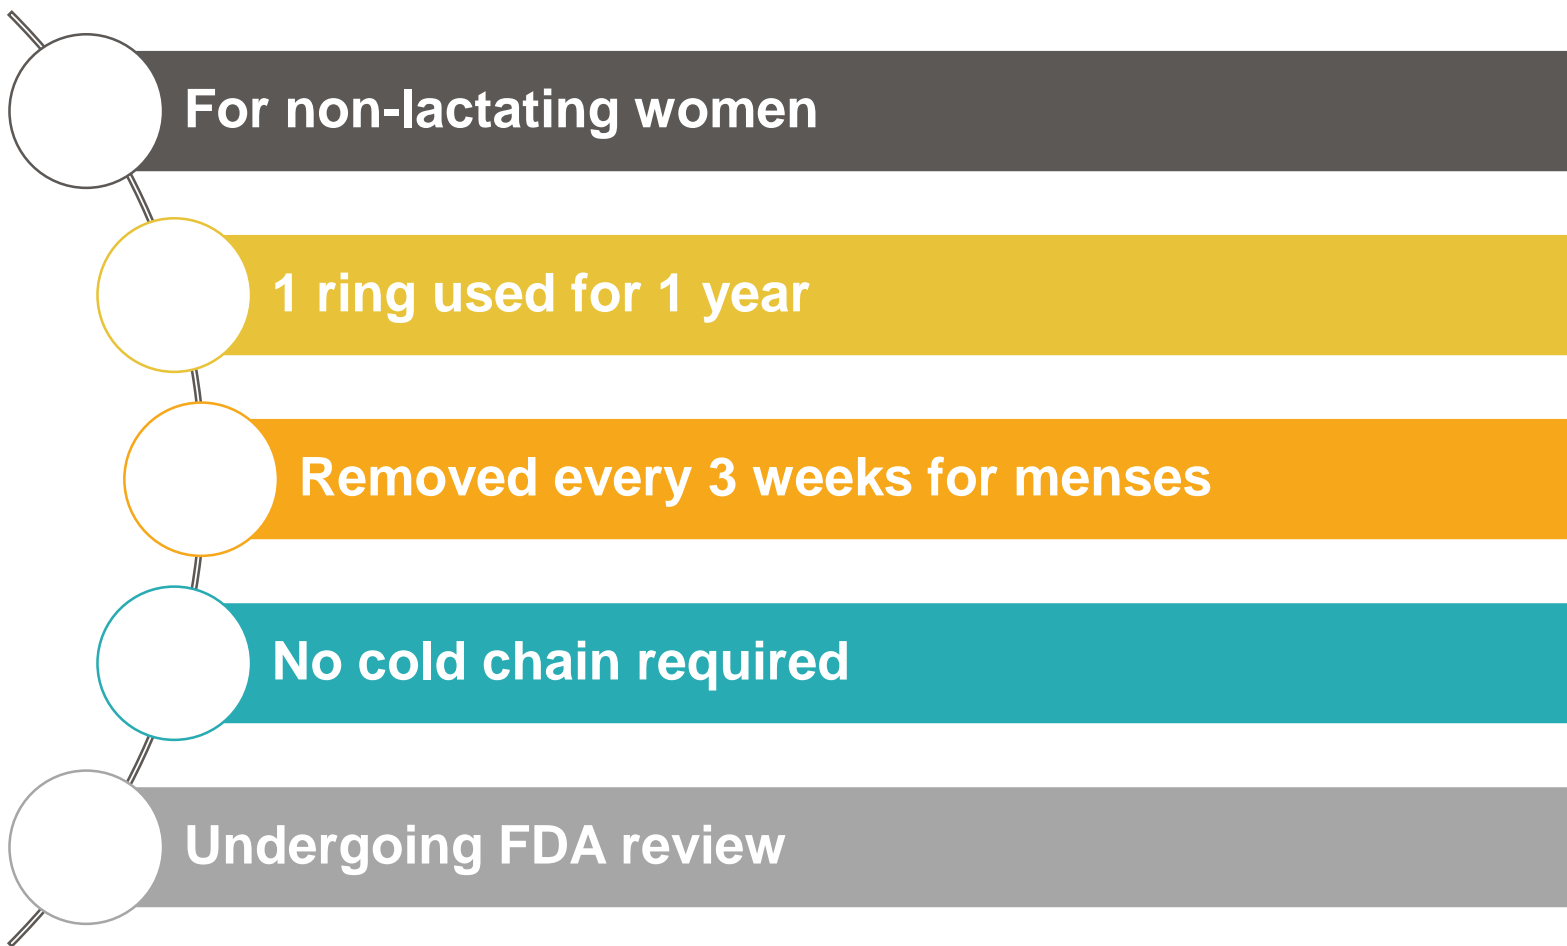 For non-lactating women
1 ring used for 1 year
Removed every 3 weeks for menses
No cold chain required
Undergoing FDA review